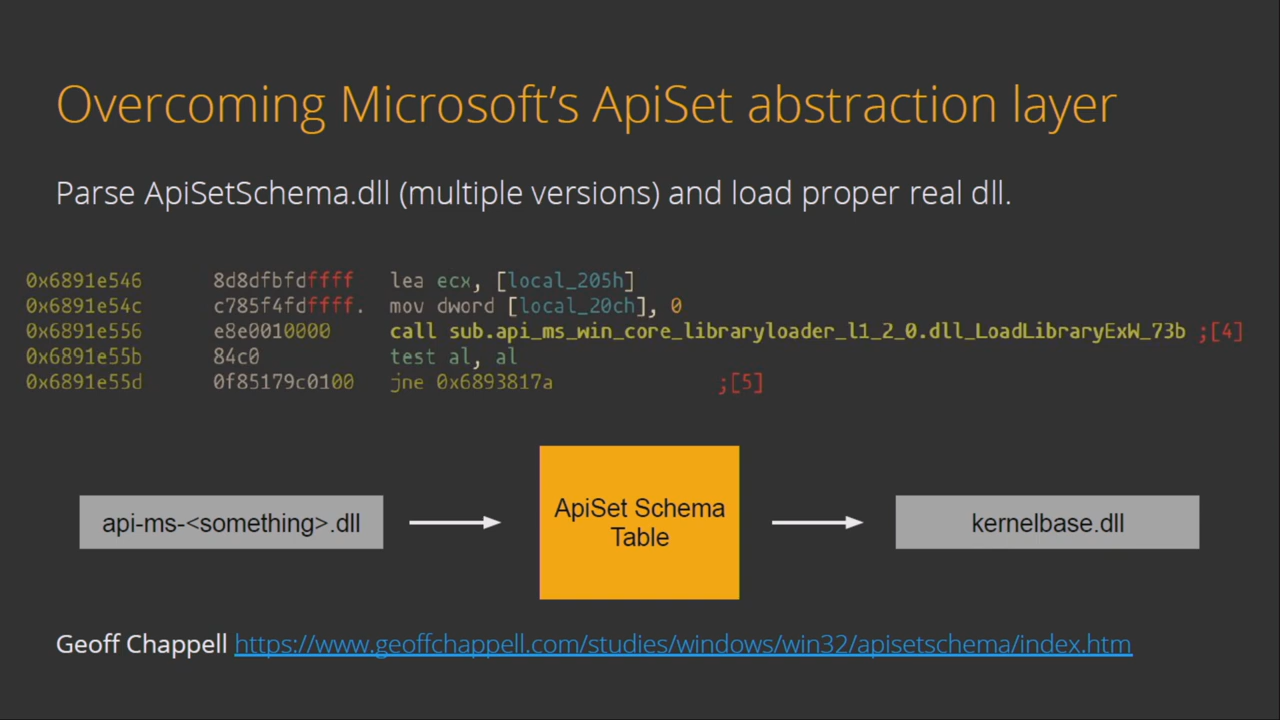 Overcoming Microsoft’s ApiSet abstraction layer
Parse ApiSetSchema.dll (multiple versions) and load proper real dll.
0x6891e546 8d8dfbfdffff lea ecx, [local_205h]
0x6891e54c c785f4fdffff. mov dword [local_20ch], 0
0x6891e556 e8e0010000 call sub.api_ms_win_core_libraryloader_l1_2_0.dll_LoadLibraryExW_73b ;[4]
0x6891e55b 84c0 test al, al
0x6891e55d 0f85179c0100 jne 0x6893817a ;[5]
api-ms-<something>.dll
ApiSet Schema
Table
kernelbase.dll
Geoff Chappell https://www.geoffchappell.com/studies/windows/win32/apisetschema/index.htm